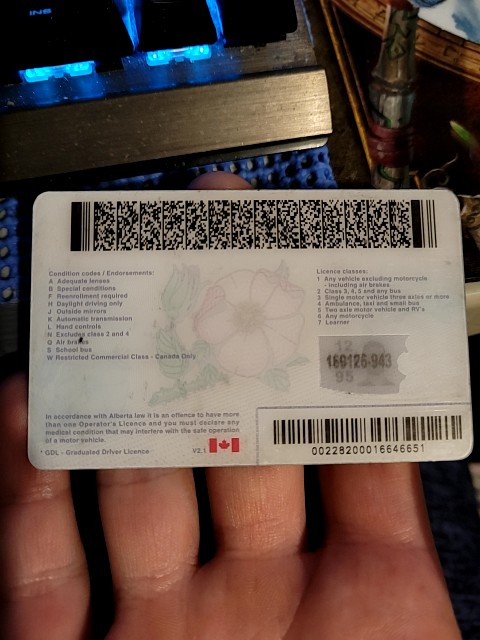 INS
Condition codes / Endorsements:
A Adequate lenses
B Special conditions
F Reenrollment required
H Daylight driving only
J Outside mirrors
K Automatic transmission
L Hand controls
N Excludes class 2 and 4
Q Air brakes
S School bus
W Restricted Commercial Class - Canada Only
Licence classes:
1 Any vehicle excluding motorcycle
- including air brakes
2 Class 3, 4, 5 and any bus
3 Single motor vehicle three axles or more
4 Ambulance, taxi and small bus
5 Two axle motor vehicle and RV's
6 Any motorcycle
7 Learner
12
169126-943
95
In accordance with Alberta law it is an offence to have more
than one Operator's Licence and you must declare any
medical condition that may interfere with the safe operation
of a motor vehicle.
* GDL - Graduated Driver Licence
V2.1
00228200016646651